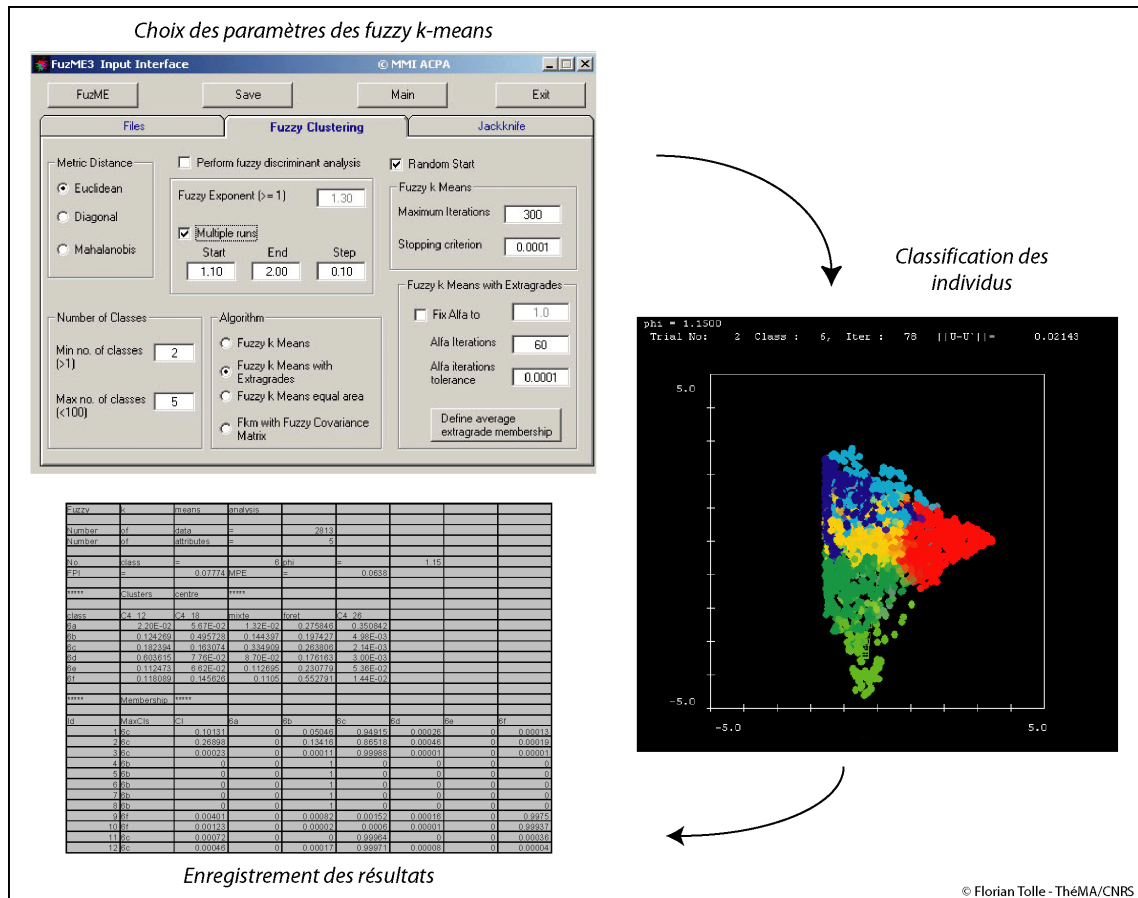 Choix des paramètres des fuzzy k-means
FuzME3 Input Interface © MMI ACPA
FuzME Save Main Exit
Files Fuzzy Clustering Jackknife
Metric Distance
Euclidean
Diagonal
Mahalanobis
Perform fuzzy discriminant analysis
Fuzzy Exponent (>= 1) 1.30
Multiple runs
Start End Step
1.10 2.00 0.10
Random Start
Fuzzy k Means
Maximum Iterations 300
Stopping criterion 0.0001
Number of Classes
Min no. of classes (>1) 2
Max no. of classes (<100) 5
Algorithm
Fuzzy k Means
Fuzzy k Means with
Extragrades
Fuzzy k Means equal area
Fkm with Fuzzy Covariance
Matrix
Fuzzy k Means with Extragrades
Fix Alfa to 1.0
Alfa Iterations 60
Alfa iterations
tolerance 0.0001
Define average
extragrade membership
Classification des
individus
phi = 1.1500
Trial No: 2 Class : 6, Iter : 78 ||U-U`||= 0.02143
5.0
-5.0
-5.0 5.0
Fuzzy k means analysis
Number of data = 2813
Number of attributes = 5
No. class = 6 phi = 1.15
FPI = 0.07774 MPE = 0.0638
***** Clusters centre *****
class C4_12 C4_18 mixte foret C4_26
6a 2.20E-02 5.67E-02 1.32E-02 0.275846 0.350842
6b 0.124269 0.495728 0.144397 0.197427 4.98E-03
6c 0.182394 0.163074 0.334909 0.263806 2.14E-03
6d 0.603615 7.76E-02 8.70E-02 0.176163 3.00E-03
6e 0.112473 6.62E-02 0.112695 0.230779 5.36E-02
6f 0.118089 0.145626 0.1105 0.552791 1.44E-02
***** Membership *****
Id MaxCls CI 6a 6b 6c 6d 6e 6f
1 6c 0.10131 0 0.05046 0.94915 0.00026 0 0.00013
2 6c 0.26898 0 0.13416 0.86518 0.00046 0 0.00019
3 6c 0.00023 0 0.00011 0.99988 0.00001 0 0.00001
4 6b 0 0 1 0 0 0 0
5 6b 0 0 1 0 0 0 0
6 6b 0 0 1 0 0 0 0
7 6b 0 0 1 0 0 0 0
8 6b 0 0 1 0 0 0 0
9 6f 0.00401 0 0.00082 0.00152 0.00016 0 0.9975
10 6f 0.00123 0 0.00002 0.0006 0.00001 0 0.99937
11 6c 0.00072 0 0 0.99964 0 0 0.00036
12 6c 0.00046 0 0.00017 0.99971 0.00008 0 0.00004
Enregistrement des résultats
© Florian Tolle - ThéMA/CNRS